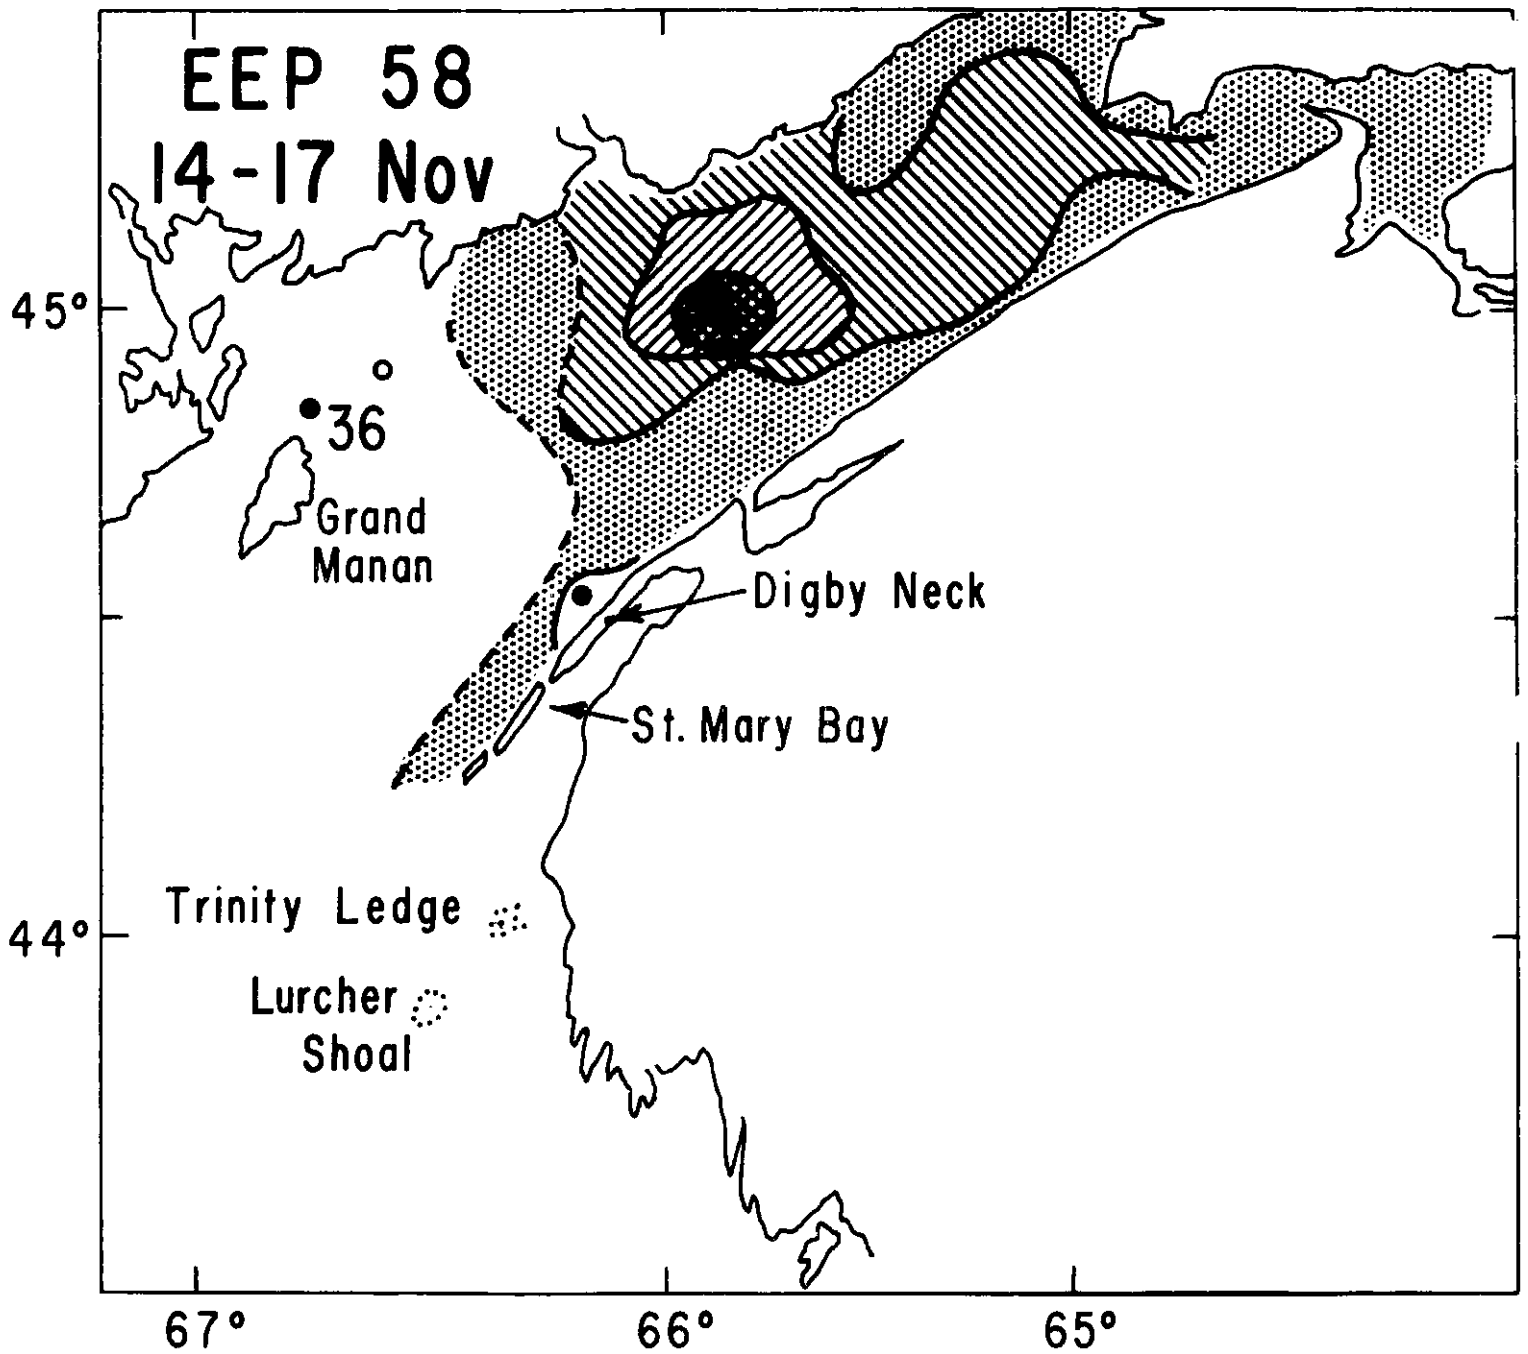 EEP 58
14-17 Nov
45°
36
Grand
Manan
Digby Neck
St. Mary Bay
Trinity Ledge
44°
Lurcher
Shoal
67°
66°
65°